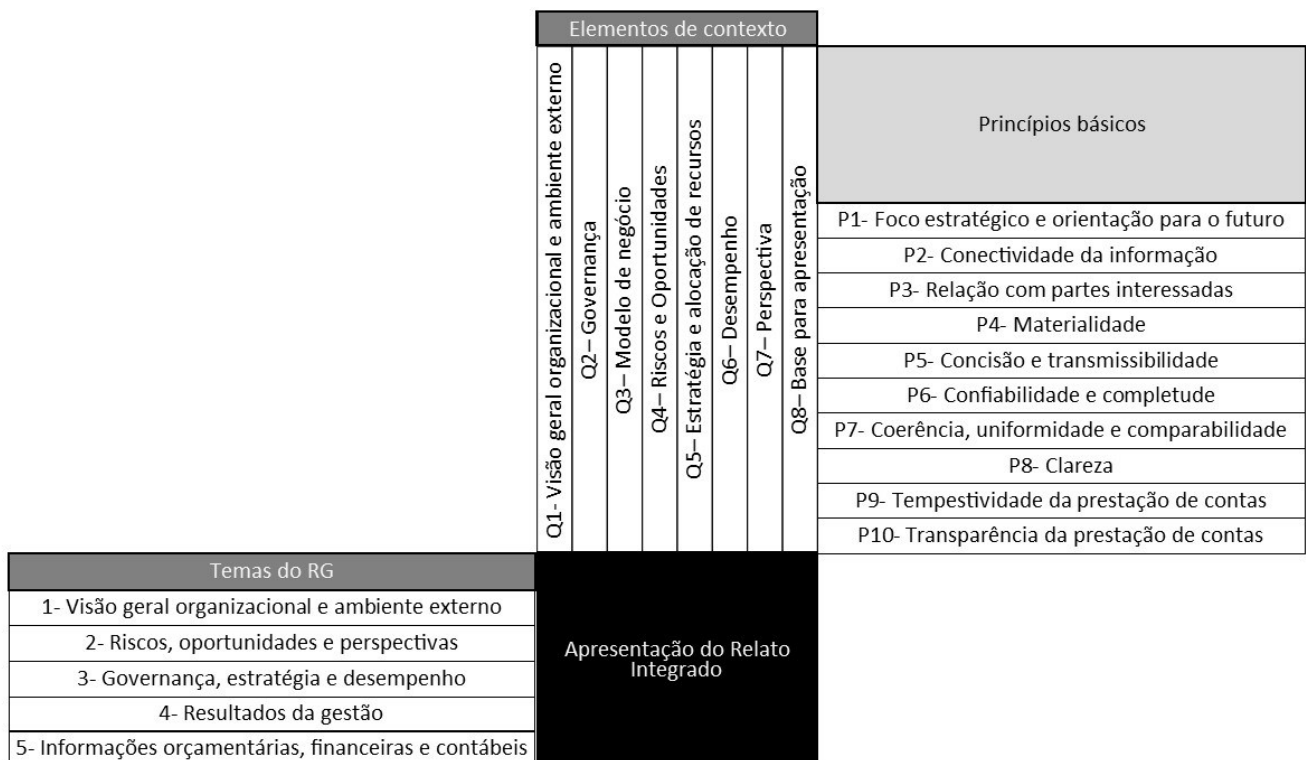 Elementos de contexto
Q1- Visão geral organizacional e ambiente externo
Q2– Governança
Q3– Modelo de negócio
Q4– Riscos e Oportunidades
Q5– Estratégia e alocação de recursos
Q6– Desempenho
Q7– Perspectiva
Q8– Base para apresentação
Princípios básicos
P1- Foco estratégico e orientação para o futuro
P2- Conectividade da informação
P3- Relação com partes interessadas
P4- Materialidade
P5- Concisão e transmissibilidade
P6- Confiabilidade e completude
P7- Coerência, uniformidade e comparabilidade
P8- Clareza
P9- Tempestividade da prestação de contas
P10- Transparência da prestação de contas
Temas do RG
1- Visão geral organizacional e ambiente externo
2- Riscos, oportunidades e perspectivas
3- Governança, estratégia e desempenho
4- Resultados da gestão
5- Informações orçamentárias, financeiras e contábeis
Apresentação do Relato
Integrado